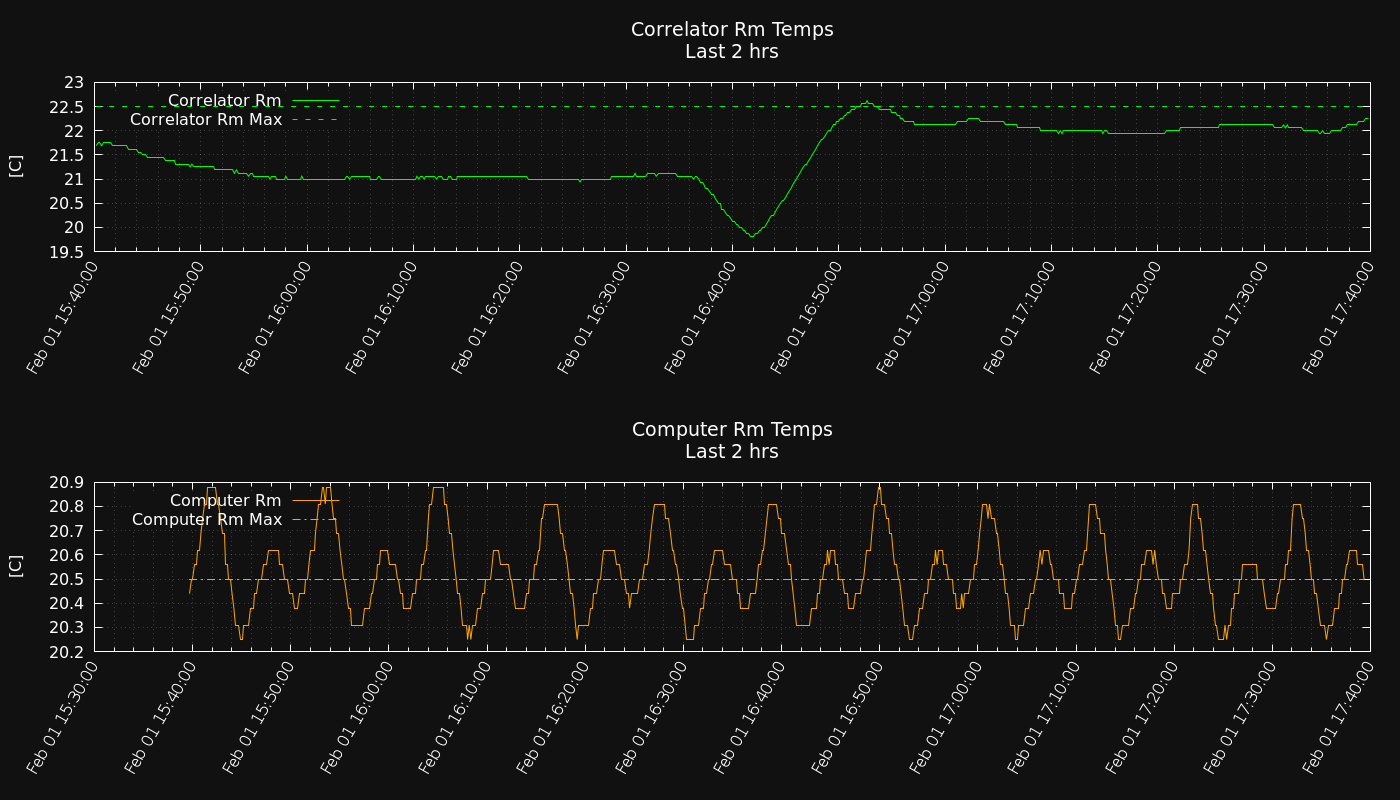 Correlator Rm Temps
Last 2 hrs
[C]
23
22.5
22
21.5
21
20.5
20
19.5
Correlator Rm
Correlator Rm Max
Feb 01 15:40:00
Feb 01 15:50:00
Feb 01 16:00:00
Feb 01 16:10:00
Feb 01 16:20:00
Feb 01 16:30:00
Feb 01 16:40:00
Feb 01 16:50:00
Feb 01 17:00:00
Feb 01 17:10:00
Feb 01 17:20:00
Feb 01 17:30:00
Feb 01 17:40:00
Computer Rm Temps
Last 2 hrs
[C]
20.9
20.8
20.7
20.6
20.5
20.4
20.3
20.2
Computer Rm
Computer Rm Max
Feb 01 15:30:00
Feb 01 15:40:00
Feb 01 15:50:00
Feb 01 16:00:00
Feb 01 16:10:00
Feb 01 16:20:00
Feb 01 16:30:00
Feb 01 16:40:00
Feb 01 16:50:00
Feb 01 17:00:00
Feb 01 17:10:00
Feb 01 17:20:00
Feb 01 17:30:00
Feb 01 17:40:00